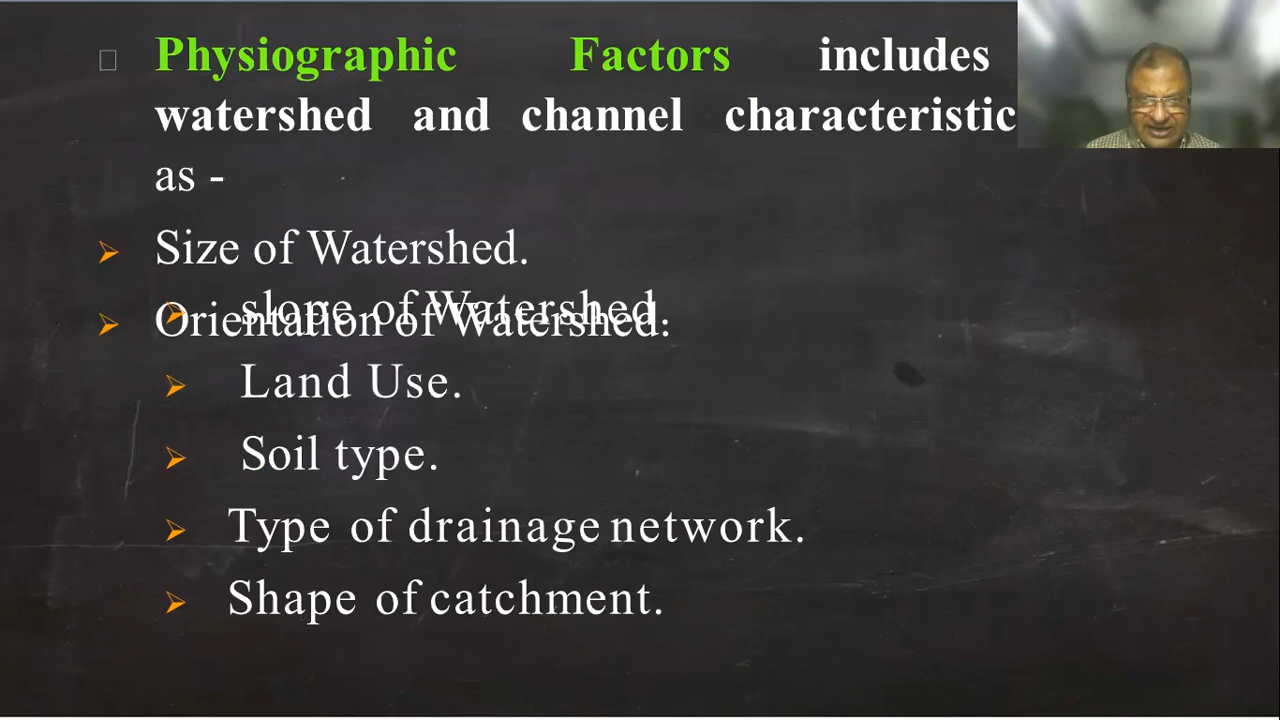 Physiographic Factors includes
watershed and channel characteristic
as -
Size of Watershed.
slope of Watershed.
Orientation of Watershed.
Land Use.
Soil type.
Type of drainage network.
Shape of catchment.